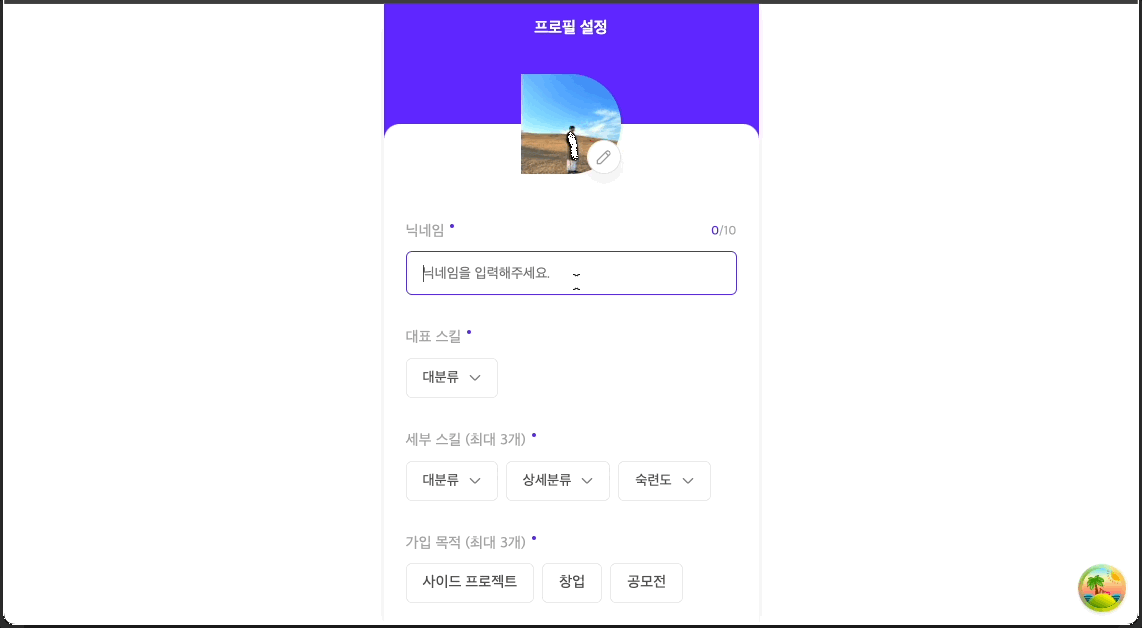 프로필 설정
닉네임
0/10
닉네임을 입력해주세요.
대표 스킬
대분류
세부 스킬 (최대 3개)
대분류 상세분류 숙련도
가입 목적 (최대 3개)
사이드 프로젝트 창업 공모전